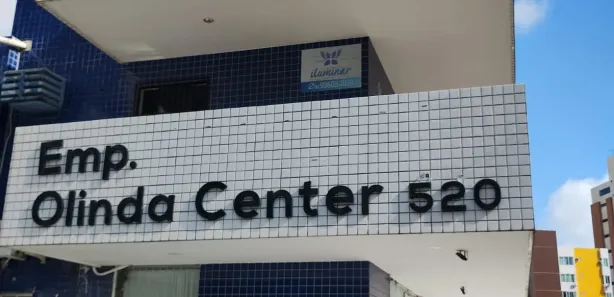 iluminar
Emp.
Olinda Center 520